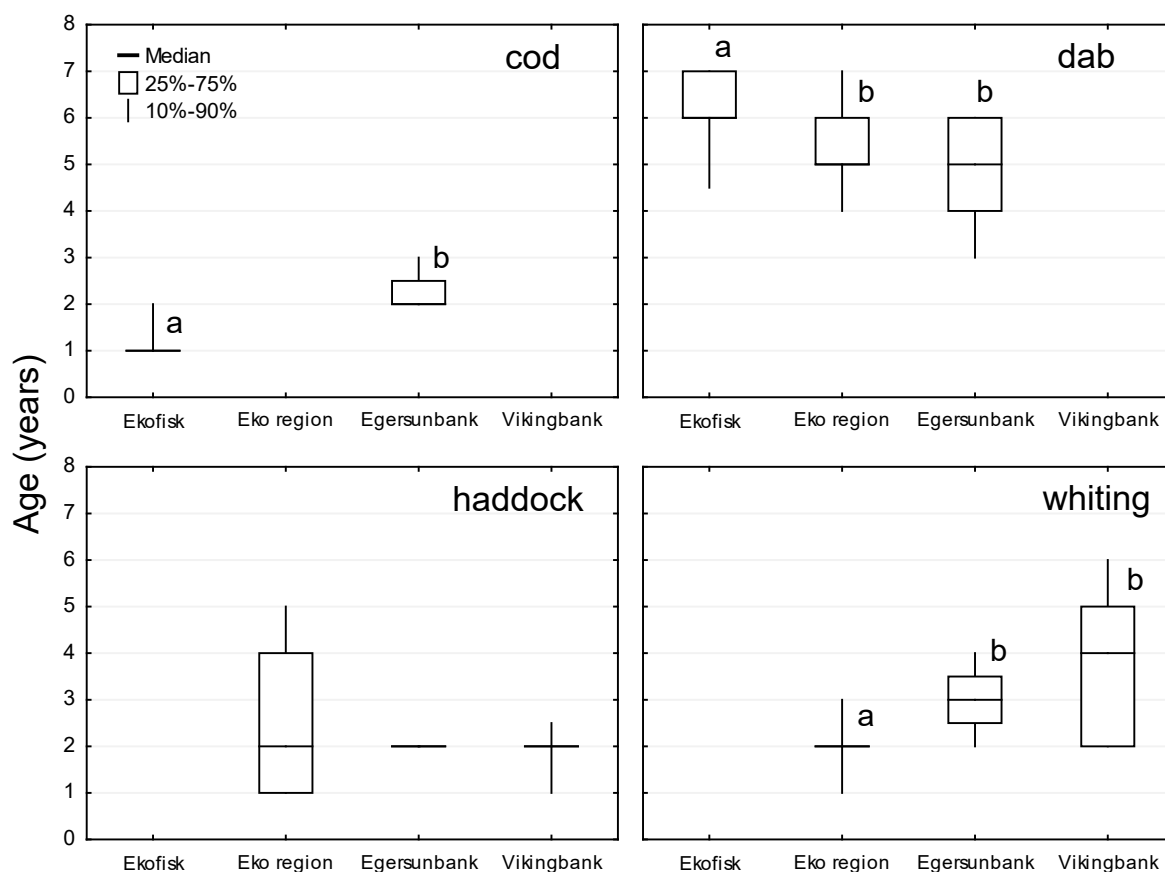 Age (years)
8
7
6
5
4
3
2
1
0
Median
25%-75%
10%-90%
cod
a
b
Ekofisk
Eko region
Egersunbank
Vikingbank
dab
a
b
b
Ekofisk
Eko region
Egersunbank
Vikingbank
8
7
6
5
4
3
2
1
0
haddock
Ekofisk
Eko region
Egersunbank
Vikingbank
whiting
a
b
b
Ekofisk
Eko region
Egersunbank
Vikingbank